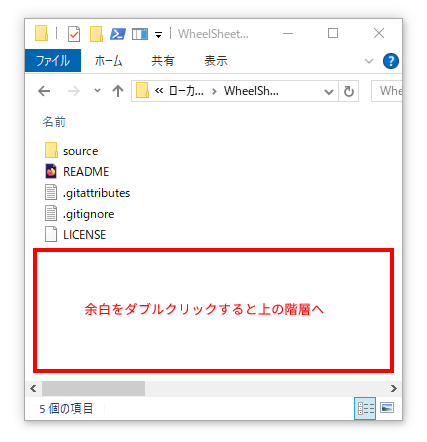 WheelSheet...
ファイル ホーム 共有 表示
« ローカ... › WheelSh... Whe
名前
source
README
.gitattributes
.gitignore
LICENSE
余白をダブルクリックすると上の階層へ
5 個の項目